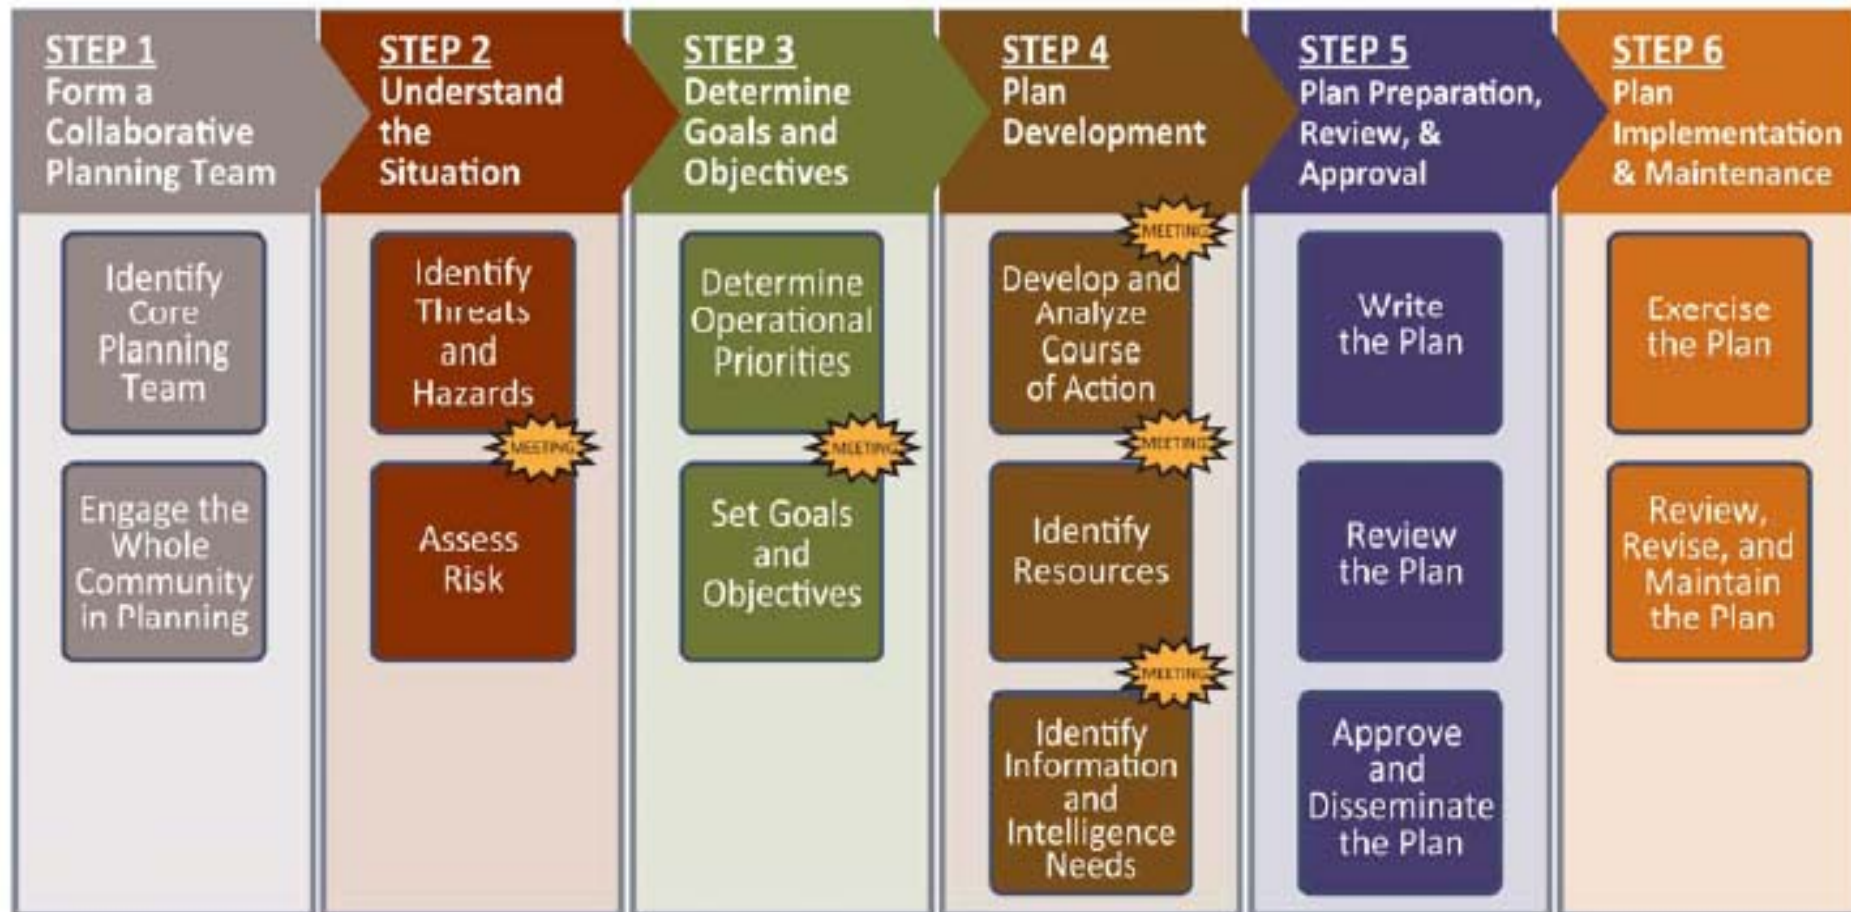 STEP 1
Form a
Collaborative
Planning Team
Identify
Core
Planning
Team
Engage the
Whole
Community
in Planning
STEP 2
Understand
the
Situation
Identify
Threats
and
Hazards
MEETING
Assess
Risk
STEP 3
Determine
Goals and
Objectives
Determine
Operational
Priorities
MEETING
Set Goals
and
Objectives
STEP 4
Plan
Development
MEETING
Develop and
Analyze
Course
of Action
MEETING
Identify
Resources
MEETING
Identify
Information
and
Intelligence
Needs
STEP 5
Plan Preparation,
Review, &
Approval
Write
the Plan
Review
the Plan
Approve
and
Disseminate
the Plan
STEP 6
Plan
Implementation
& Maintenance
Exercise
the Plan
Review,
Revise, and
Maintain
the Plan